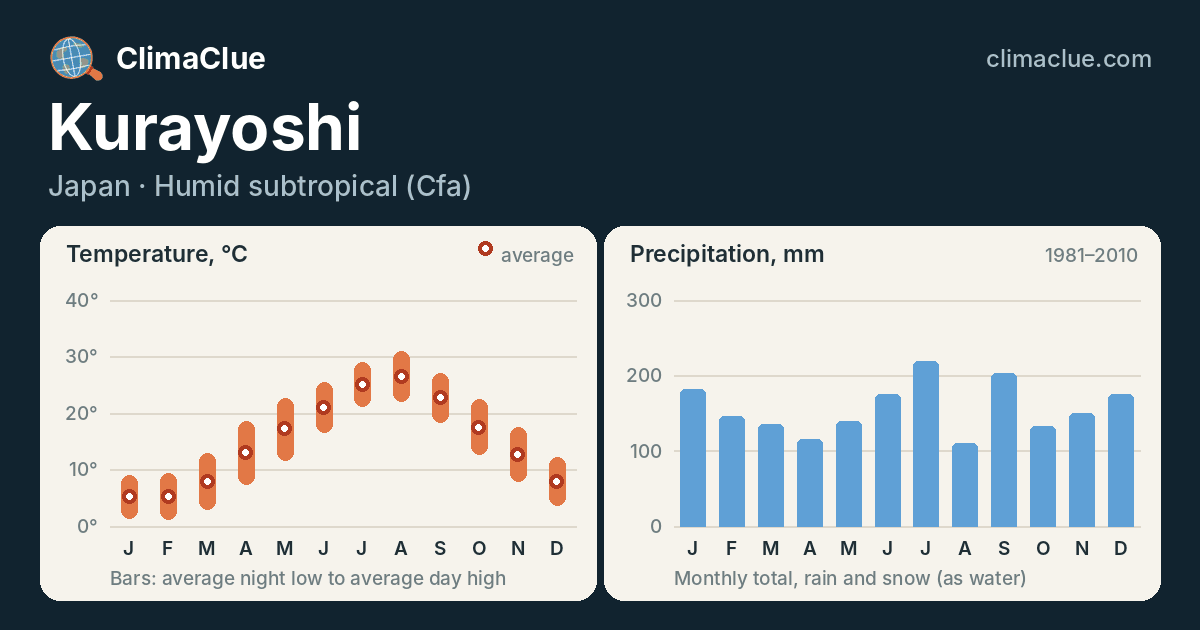 ClimaClue
climaclue.com
Kurayoshi
Japan · Humid subtropical (Cfa)
Temperature, °C
average
40°
30°
20°
10°
0°
J F M A M J J A S O N D
Bars: average night low to average day high
Precipitation, mm
1981–2010
300
200
100
0
J F M A M J J A S O N D
Monthly total, rain and snow (as water)